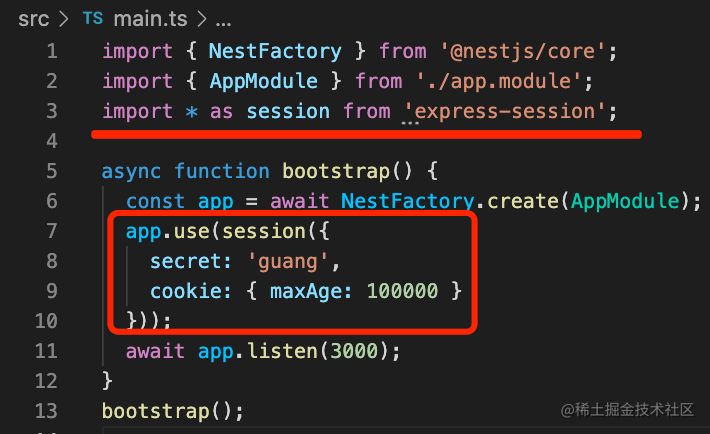 src > TS main.ts > ...
1 import { NestFactory } from '@nestjs/core';
2 import { AppModule } from './app.module';
3 import * as session from 'express-session';
4
5 async function bootstrap() {
6   const app = await NestFactory.create(AppModule);
7   app.use(session({
8     secret: 'guang',
9     cookie: { maxAge: 100000 }
10   }));
11   await app.listen(3000);
12 }
13 bootstrap();
@稀土掘金技术社区